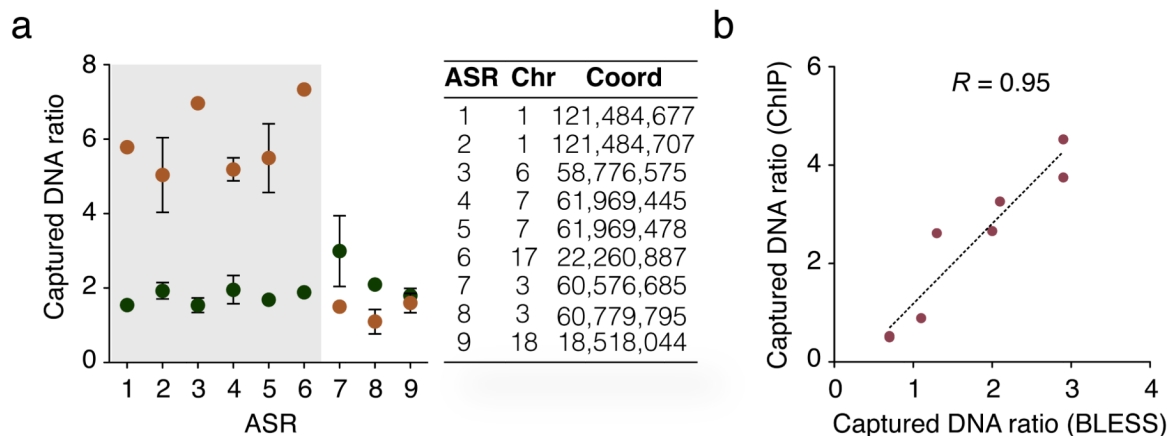 a
Captured DNA ratio
8
6
4
2
0
1 2 3 4 5 6 7 8 9
ASR
ASR Chr Coord
1 1 121,484,677
2 1 121,484,707
3 6 58,776,575
4 7 61,969,445
5 7 61,969,478
6 17 22,260,887
7 3 60,576,685
8 3 60,779,795
9 18 18,518,044
b
Captured DNA ratio (ChIP)
6
4
2
0
R = 0.95
0 1 2 3 4
Captured DNA ratio (BLESS)